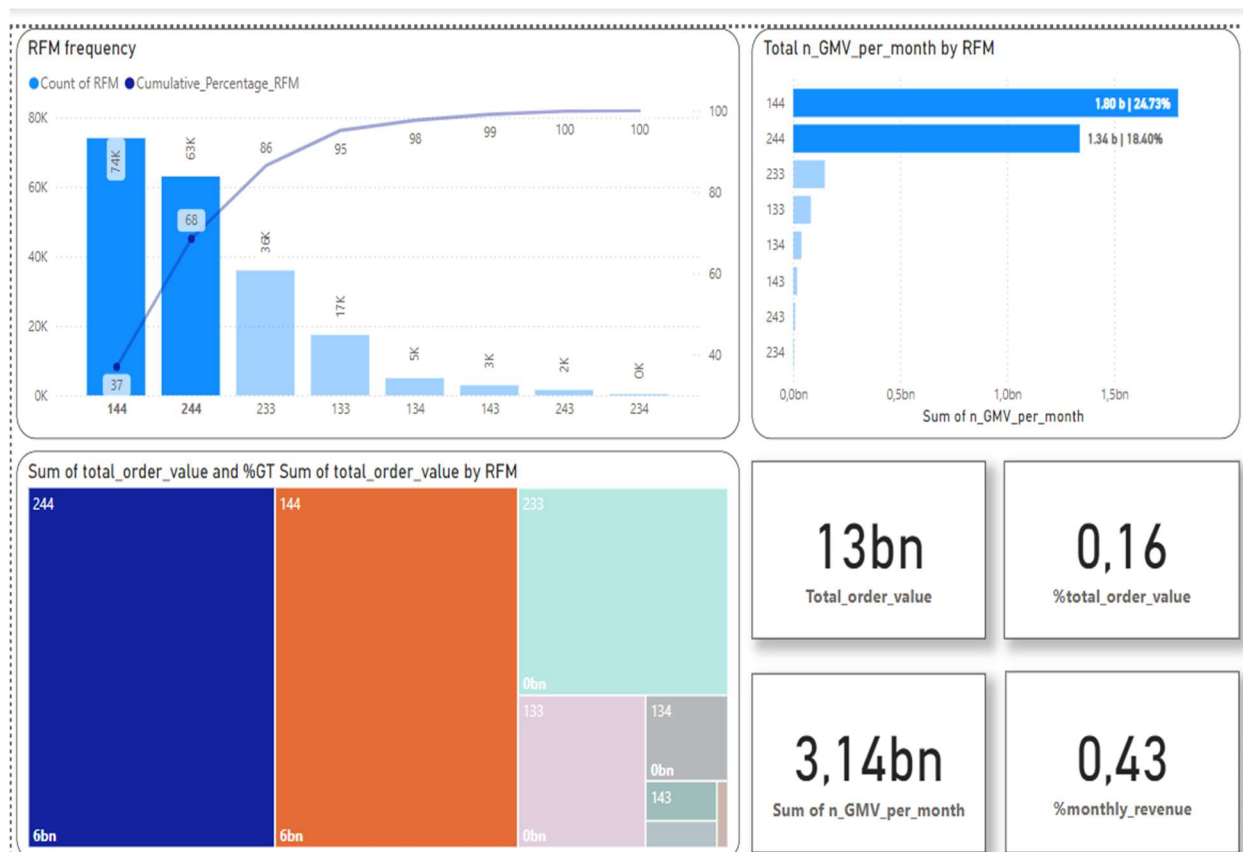 RFM frequency
Count of RFM Cumulative_Percentage_RFM
80K
60K
40K
20K
0K
100
80
60
40
74K
63K
36K
17K
5K
3K
2K
0K
37
68
86
95
98
99
100
100
144 244 233 133 134 143 243 234
Total n_GMV_per_month by RFM
144 1.80 b | 24.73%
244 1.34 b | 18.40%
233
133
134
143
243
234
0,0bn 0,5bn 1,0bn 1,5bn
Sum of n_GMV_per_month
Sum of total_order_value and %GT Sum of total_order_value by RFM
244
6bn
144
6bn
233
0bn
133
0bn
134
0bn
143
13bn
Total_order_value
0,16
%total_order_value
3,14bn
Sum of n_GMV_per_month
0,43
%monthly_revenue